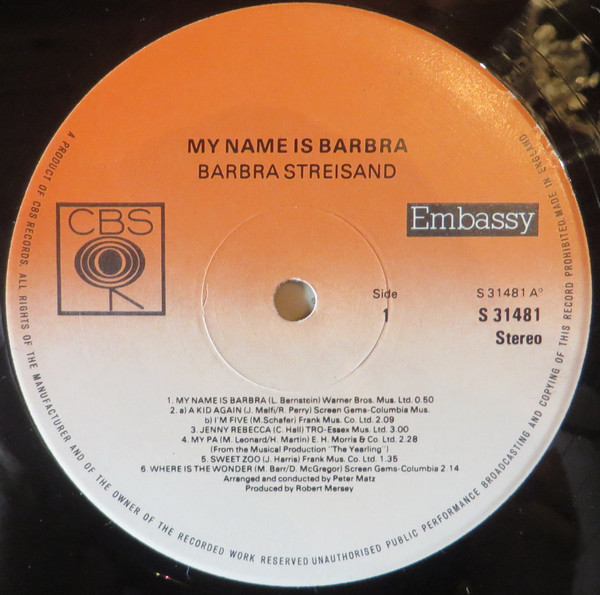 MY NAME IS BARBRA
BARBRA STREISAND
CBS
Embassy
Side
1
S 31481 A°
S 31481
Stereo
1. MY NAME IS BARBRA (L. Bernstein) Warner Bros. Mus. Ltd. 0.50
2. a) A KID AGAIN (J. Melfi/R. Perry) Screen Gems-Columbia Mus.
b) I'M FIVE (M.Schafer) Frank Mus. Co. Ltd. 2.09
3. JENNY REBECCA (C. Hall) TRO-Essex Mus. Ltd. 3.00
4. MY PA (M. Leonard/H. Martin) E. H. Morris & Co. Ltd. 2.28
(From the Musical Production "The Yearling")
5. SWEET ZOO (J. Harris) Frank Mus. Co. Ltd. 1.35
6. WHERE IS THE WONDER (M. Barr/D. McGregor) Screen Gems-Columbia 2 14
Arranged and conducted by Peter Matz
Produced by Robert Mersey
A PRODUCT OF CBS RECORDS. ALL RIGHTS OF THE MANUFACTURER AND OF THE OWNER OF THE RECORDED WORK RESERVED UNAUTHORISED PUBLIC PERFORMANCE BROADCASTING AND COPYING OF THIS RECORD PROHIBITED. MADE IN ENGLAND